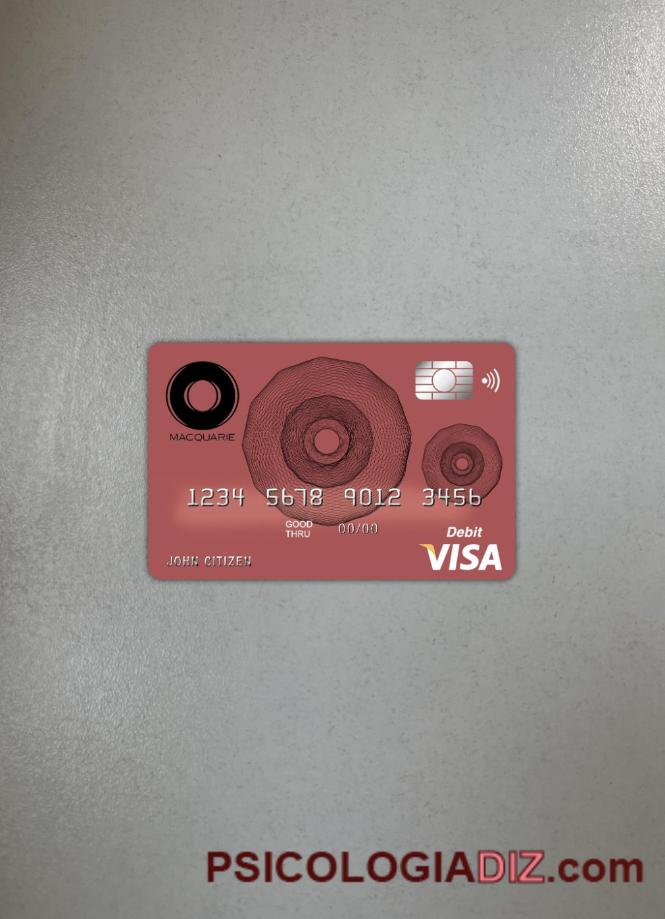 MACQUARIE
1234 5678 9012 3456
GOOD THRU 00/00
Debit
VISA
JOHN CITIZEN
PSICOLOGIADIZ.com